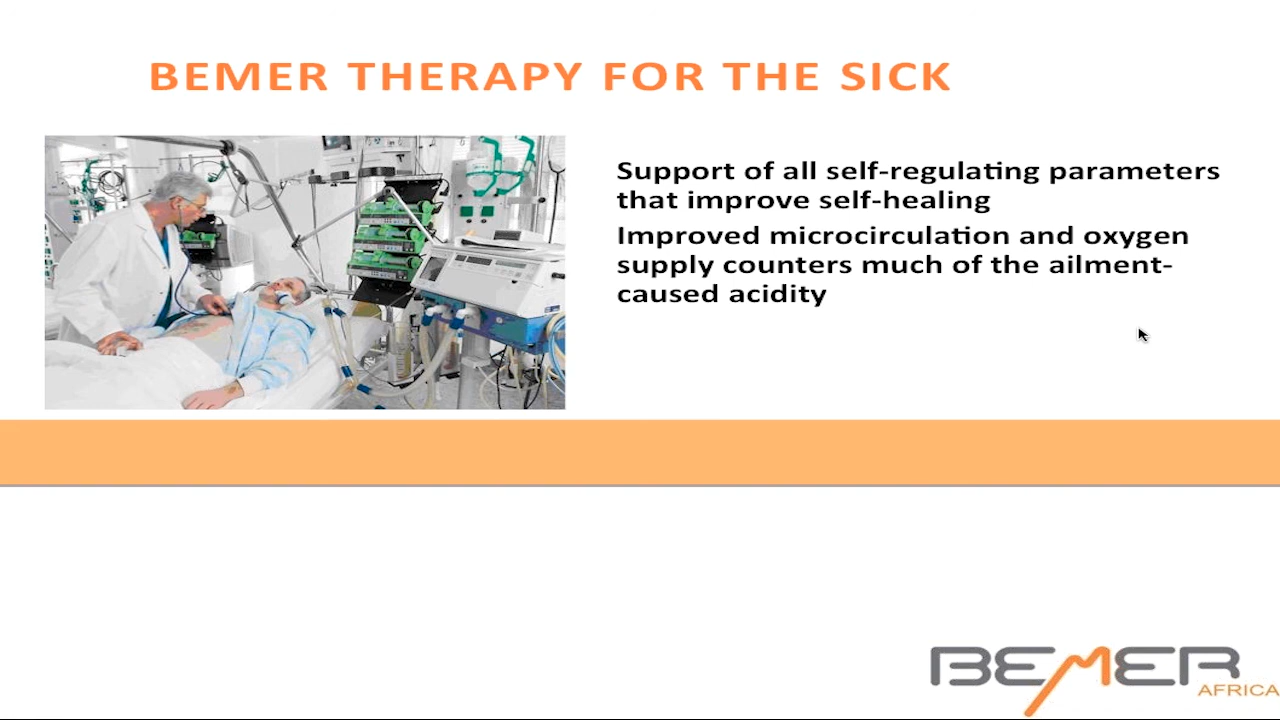 BEMER THERAPY FOR THE SICK
Support of all self-regulating parameters
that improve self-healing
Improved microcirculation and oxygen
supply counters much of the ailment-
caused acidity
BEMER
AFRICA